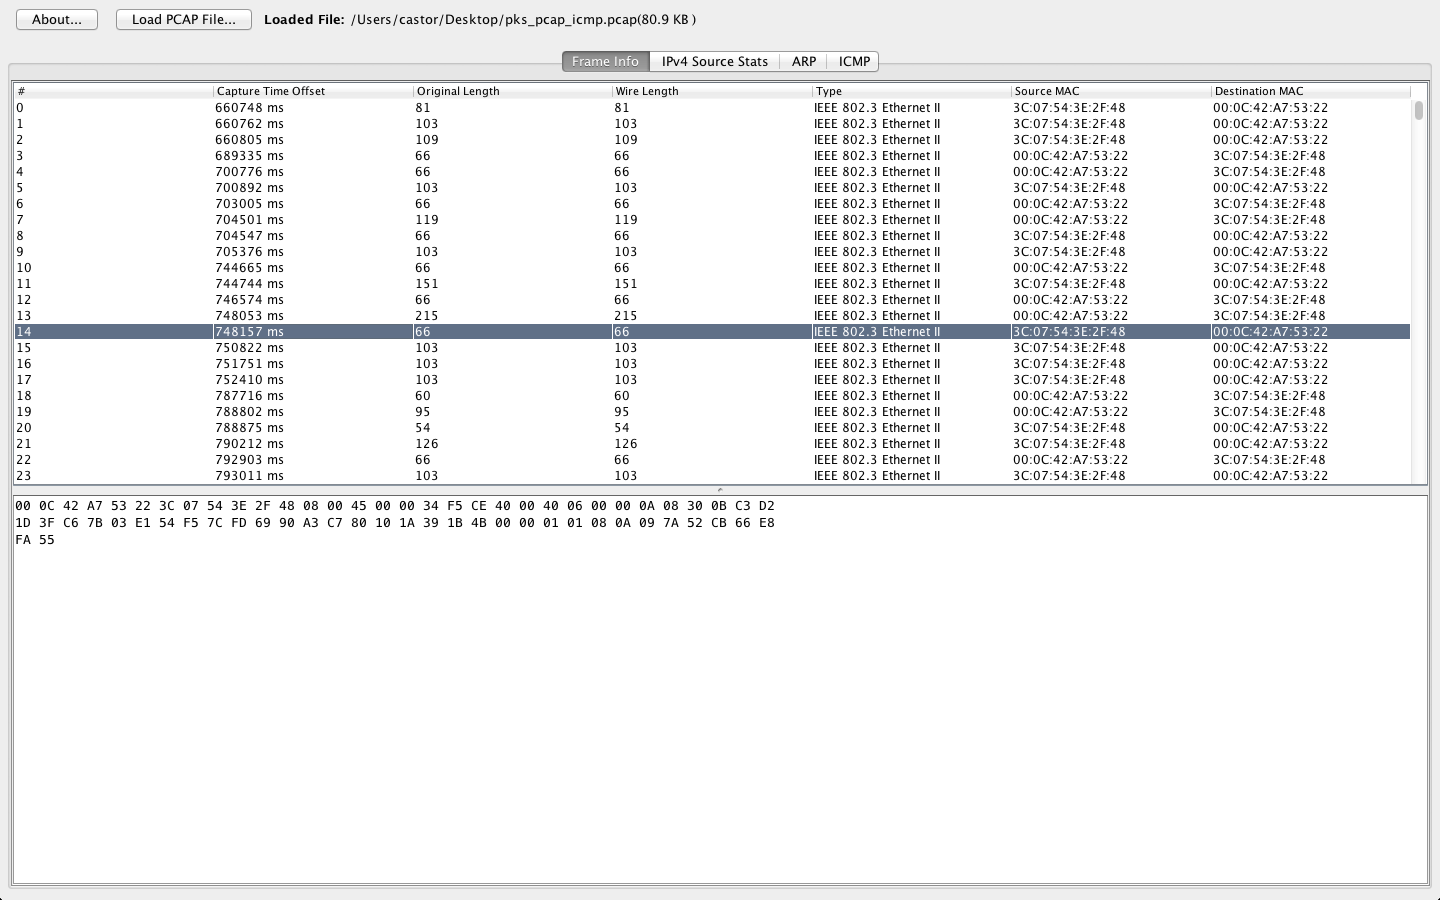 About... Load PCAP File... Loaded File: /Users/castor/Desktop/pks_pcap_icmp.pcap(80.9 KB )
Frame Info IPv4 Source Stats ARP ICMP
# Capture Time Offset Original Length Wire Length Type Source MAC Destination MAC
0 660748 ms 81 81 IEEE 802.3 Ethernet II 3C:07:54:3E:2F:48 00:0C:42:A7:53:22
1 660762 ms 103 103 IEEE 802.3 Ethernet II 3C:07:54:3E:2F:48 00:0C:42:A7:53:22
2 660805 ms 109 109 IEEE 802.3 Ethernet II 3C:07:54:3E:2F:48 00:0C:42:A7:53:22
3 689335 ms 66 66 IEEE 802.3 Ethernet II 00:0C:42:A7:53:22 3C:07:54:3E:2F:48
4 700776 ms 66 66 IEEE 802.3 Ethernet II 00:0C:42:A7:53:22 3C:07:54:3E:2F:48
5 700892 ms 103 103 IEEE 802.3 Ethernet II 3C:07:54:3E:2F:48 00:0C:42:A7:53:22
6 703005 ms 66 66 IEEE 802.3 Ethernet II 00:0C:42:A7:53:22 3C:07:54:3E:2F:48
7 704501 ms 119 119 IEEE 802.3 Ethernet II 00:0C:42:A7:53:22 3C:07:54:3E:2F:48
8 704547 ms 66 66 IEEE 802.3 Ethernet II 3C:07:54:3E:2F:48 00:0C:42:A7:53:22
9 705376 ms 103 103 IEEE 802.3 Ethernet II 3C:07:54:3E:2F:48 00:0C:42:A7:53:22
10 744665 ms 66 66 IEEE 802.3 Ethernet II 00:0C:42:A7:53:22 3C:07:54:3E:2F:48
11 744744 ms 151 151 IEEE 802.3 Ethernet II 3C:07:54:3E:2F:48 00:0C:42:A7:53:22
12 746574 ms 66 66 IEEE 802.3 Ethernet II 00:0C:42:A7:53:22 3C:07:54:3E:2F:48
13 748053 ms 215 215 IEEE 802.3 Ethernet II 00:0C:42:A7:53:22 3C:07:54:3E:2F:48
14 748157 ms 66 66 IEEE 802.3 Ethernet II 3C:07:54:3E:2F:48 00:0C:42:A7:53:22
15 750822 ms 103 103 IEEE 802.3 Ethernet II 3C:07:54:3E:2F:48 00:0C:42:A7:53:22
16 751751 ms 103 103 IEEE 802.3 Ethernet II 3C:07:54:3E:2F:48 00:0C:42:A7:53:22
17 752410 ms 103 103 IEEE 802.3 Ethernet II 3C:07:54:3E:2F:48 00:0C:42:A7:53:22
18 787716 ms 60 60 IEEE 802.3 Ethernet II 00:0C:42:A7:53:22 3C:07:54:3E:2F:48
19 788802 ms 95 95 IEEE 802.3 Ethernet II 00:0C:42:A7:53:22 3C:07:54:3E:2F:48
20 788875 ms 54 54 IEEE 802.3 Ethernet II 3C:07:54:3E:2F:48 00:0C:42:A7:53:22
21 790212 ms 126 126 IEEE 802.3 Ethernet II 3C:07:54:3E:2F:48 00:0C:42:A7:53:22
22 792903 ms 66 66 IEEE 802.3 Ethernet II 00:0C:42:A7:53:22 3C:07:54:3E:2F:48
23 793011 ms 103 103 IEEE 802.3 Ethernet II 3C:07:54:3E:2F:48 00:0C:42:A7:53:22
00 0C 42 A7 53 22 3C 07 54 3E 2F 48 08 00 45 00 00 34 F5 CE 40 00 40 06 00 00 0A 08 30 0B C3 D2
1D 3F C6 7B 03 E1 54 F5 7C FD 69 90 A3 C7 80 10 1A 39 1B 4B 00 00 01 01 08 0A 09 7A 52 CB 66 E8
FA 55